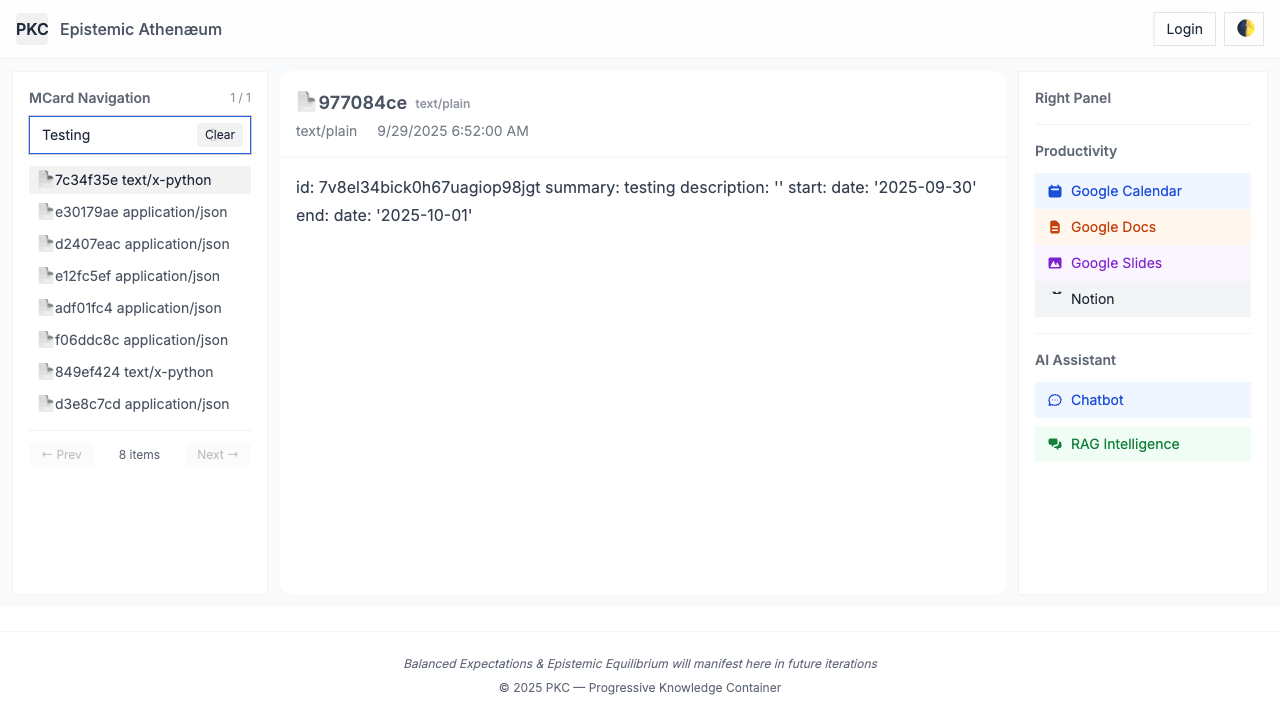 PKC Epistemic Athenæum
Login
MCard Navigation 1 / 1
Testing Clear
7c34f35e text/x-python
e30179ae application/json
d2407eac application/json
e12fc5ef application/json
adf01fc4 application/json
f06ddc8c application/json
849ef424 text/x-python
d3e8c7cd application/json
← Prev 8 items Next →
977084ce text/plain
text/plain 9/29/2025 6:52:00 AM
id: 7v8el34bick0h67uagiop98jgt summary: testing description: '' start: date: '2025-09-30'
end: date: '2025-10-01'
Right Panel
Productivity
Google Calendar
Google Docs
Google Slides
Notion
AI Assistant
Chatbot
RAG Intelligence
Balanced Expectations & Epistemic Equilibrium will manifest here in future iterations
© 2025 PKC — Progressive Knowledge Container